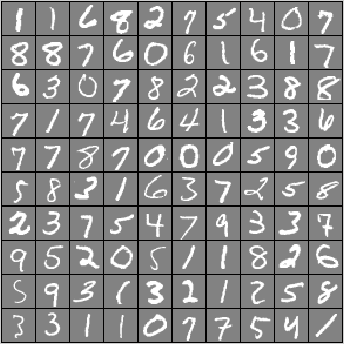 1 1 6 8 2 7 5 4 0 7
8 8 7 6 0 6 1 6 1 7
6 3 0 7 8 2 2 3 8 8
7 1 7 4 6 4 1 3 3 6
7 7 8 7 0 0 0 5 9 0
5 8 3 1 6 3 7 2 5 8
2 3 7 5 4 7 9 3 3 7
9 5 2 0 5 1 1 8 2 6
5 9 3 1 3 2 1 2 5 8
3 3 1 1 0 7 7 5 4 1